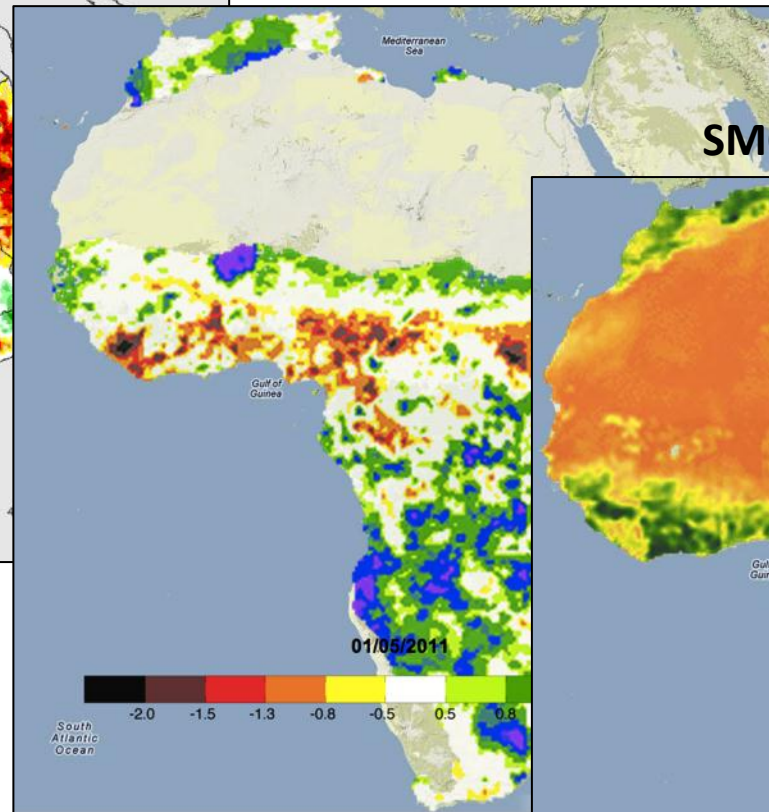 Mediterranean
Sea
SM
Gulf of
Guinea
01/05/2011
-2.0 -1.5 -1.3 -0.8 -0.5 0.5 0.8
South
Atlantic
Ocean